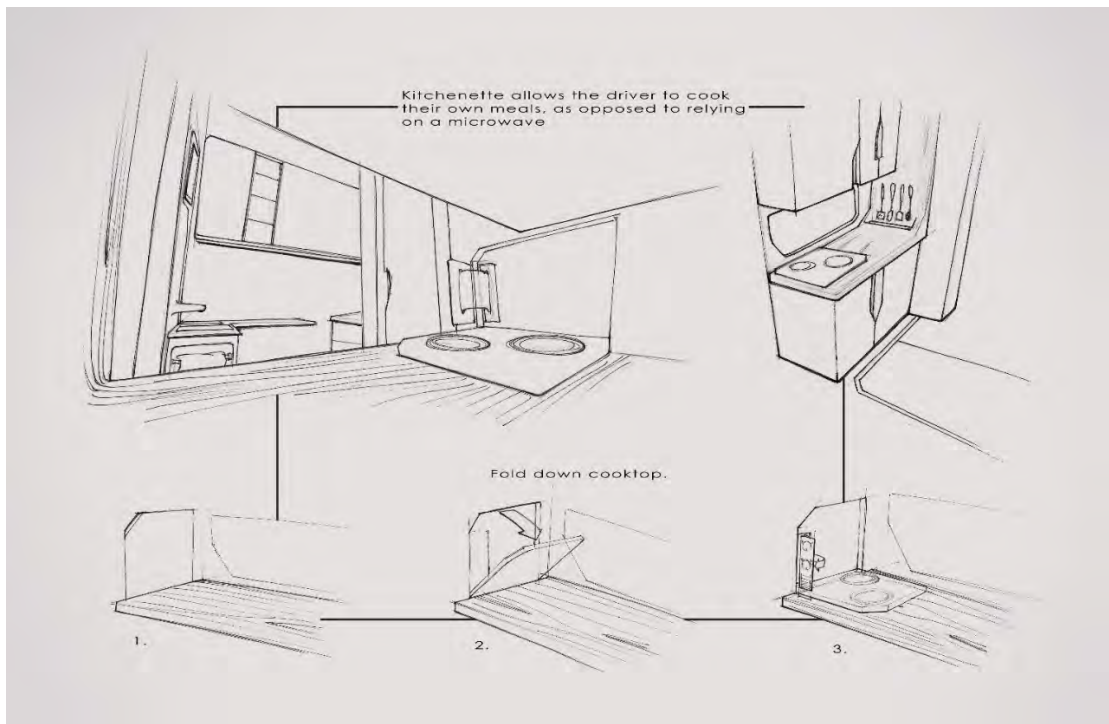 Kitchenette allows the driver to cook
their own meals, as opposed to relying
on a microwave
Fold down cooktop.
1.
2.
3.